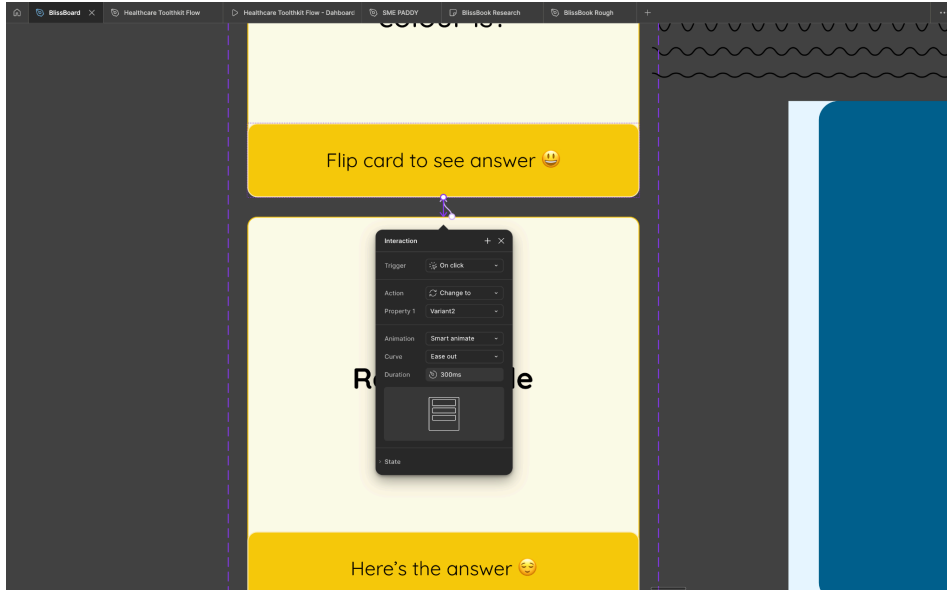 BlissBoard
Healthcare Toolthkit Flow
Healthcare Toolthkit Flow - Dahboard
SME PADDY
BlissBook Research
BlissBook Rough
Flip card to see answer 😃
Interaction
Trigger
On click
Action
Change to
Property 1
Variant2
Animation
Smart animate
Curve
Ease out
Duration
300ms
State
Here’s the answer 😌